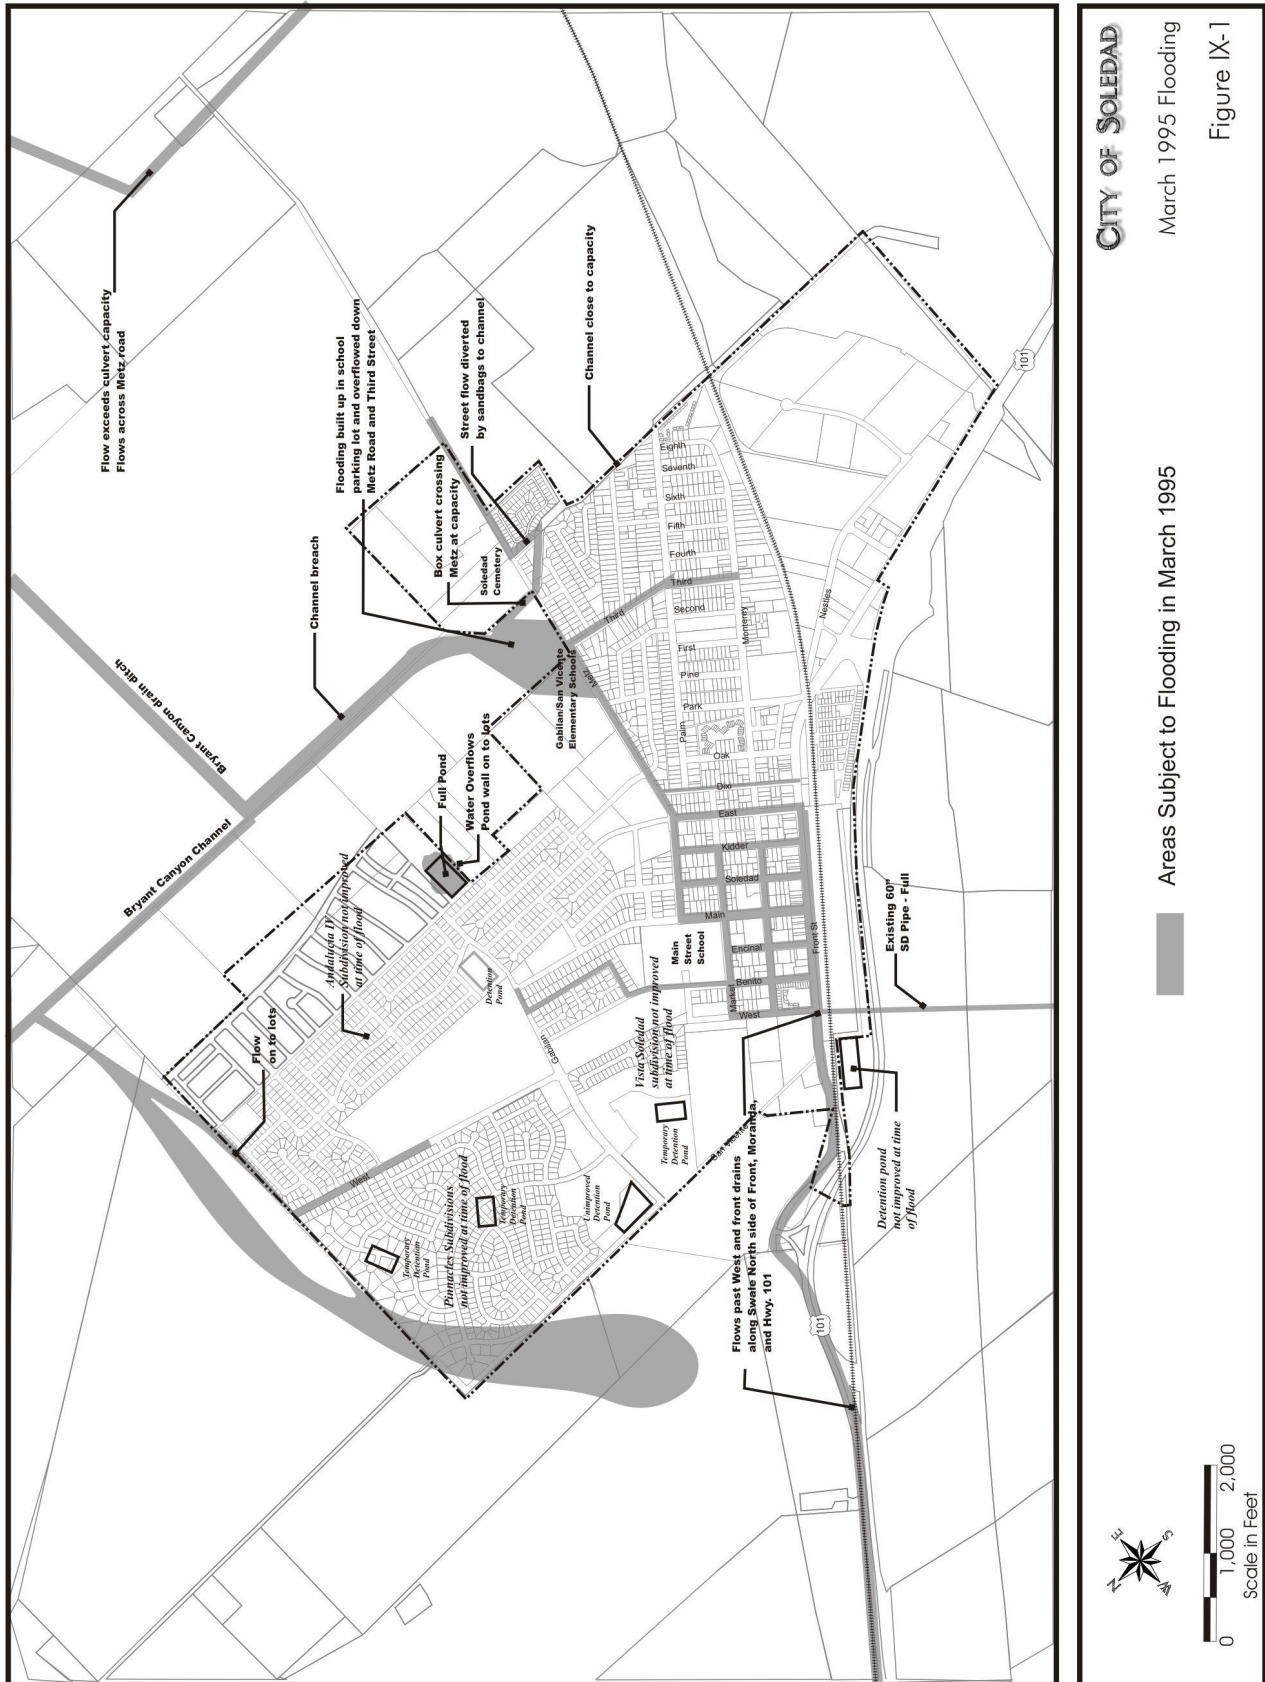 CITY OF SOLEDAD
March 1995 Flooding
Figure IX-1
Areas Subject to Flooding in March 1995
N
E
S
W
0
1,000
2,000
Scale in Feet
Flow exceeds culvert capacity
Flows across Metz road
Flooding built up in school
parking lot and overflowed down
Metz Road and Third Street
Street flow diverted
by sandbags to channel
Box culvert crossing
Metz at capacity
Soledad
Cemetery
Channel close to capacity
Channel breach
Bryant Canyon drain ditch
Bryant Canyon Channel
Gabilan/San Vicente
Elementary Schools
Full Pond
Water Overflows
Pond wall on to lots
Andalucia IV
Subdivision not improved
at time of flood
Flow
on to lots
Detention
Pond
Main
Street
School
Vista Soledad
subdivision not improved
at time of flood
Temporary
Detention
Pond
Unimproved
Detention
Pond
Temporary
Detention
Pond
Temporary
Detention
Pond
Pinnacles Subdivisions
not improved at time of flood
Existing 60"
SD Pipe - Full
Detention pond
not improved at time
of flood
Flows past West and front drains
along Swale North side of Front, Moranda,
and Hwy. 101
Eighth
Seventh
Sixth
Fifth
Fourth
Third
Third
Second
First
Pine
Park
Palm
Oak
Dixi
East
Kidder
Soledad
Main
Encinal
Benito
Market
West
Front St
Monterey
Nestles
Metz
Gabilan
West
San Vicente
101
101